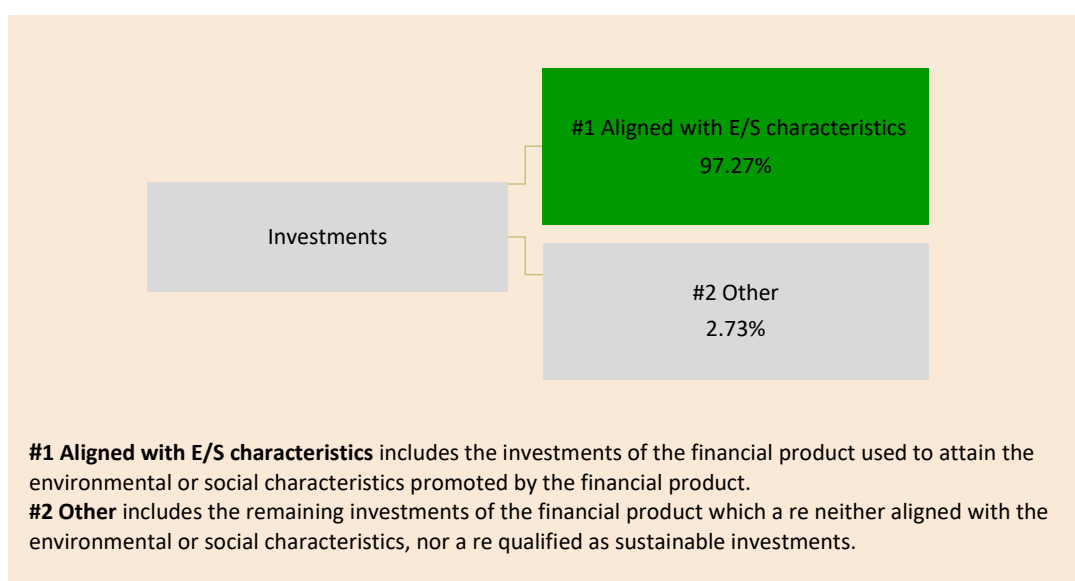 #1 Aligned with E/S characteristics
97.27%
Investments
#2 Other
2.73%
#1 Aligned with E/S characteristics includes the investments of the financial product used to attain the
environmental or social characteristics promoted by the financial product.
#2 Other includes the remaining investments of the financial product which a re neither aligned with the
environmental or social characteristics, nor a re qualified as sustainable investments.